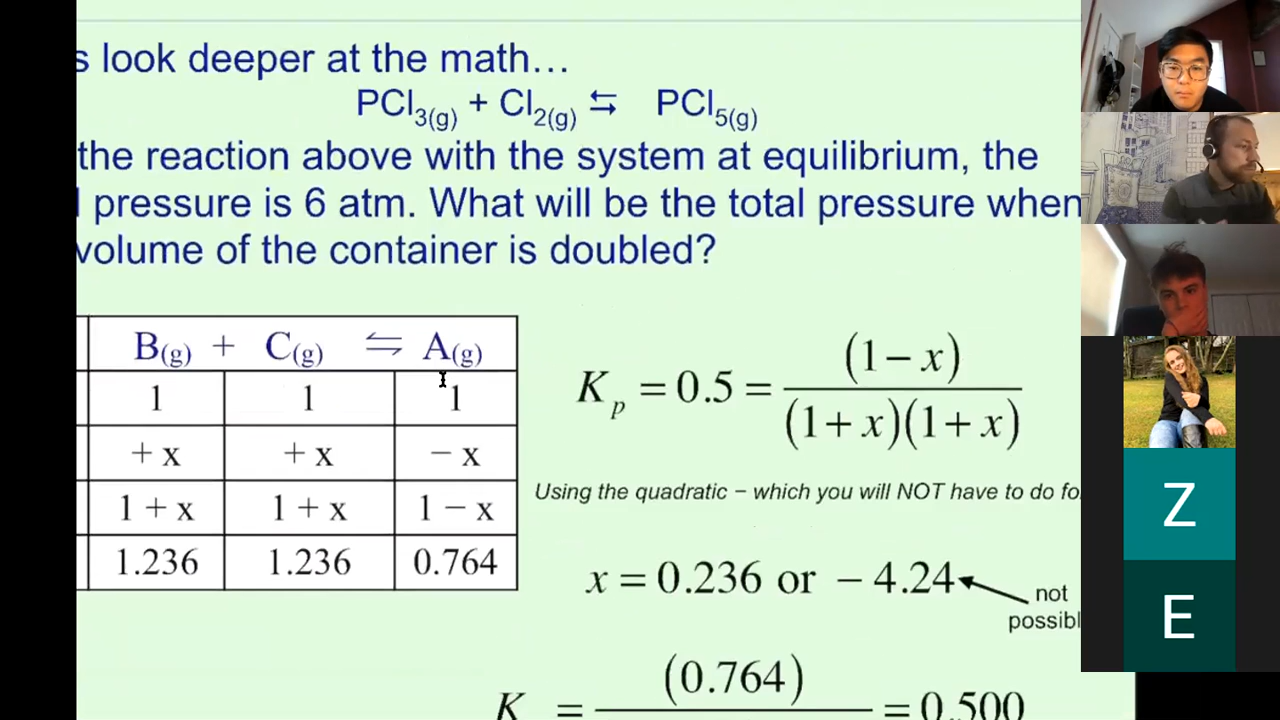 s look deeper at the math…
PCl3(g) + Cl2(g) ⇆ PCl5(g)
the reaction above with the system at equilibrium, the
l pressure is 6 atm. What will be the total pressure when
volume of the container is doubled?
B(g) + C(g) ⇋ A(g)
1 1 1
+ x + x − x
1 + x 1 + x 1 − x
1.236 1.236 0.764
Kp = 0.5 = (1 − x) / (1 + x)(1 + x)
Using the quadratic − which you will NOT have to do fo
x = 0.236 or − 4.24
not
possibl
K = (0.764) = 0.500
Z
E